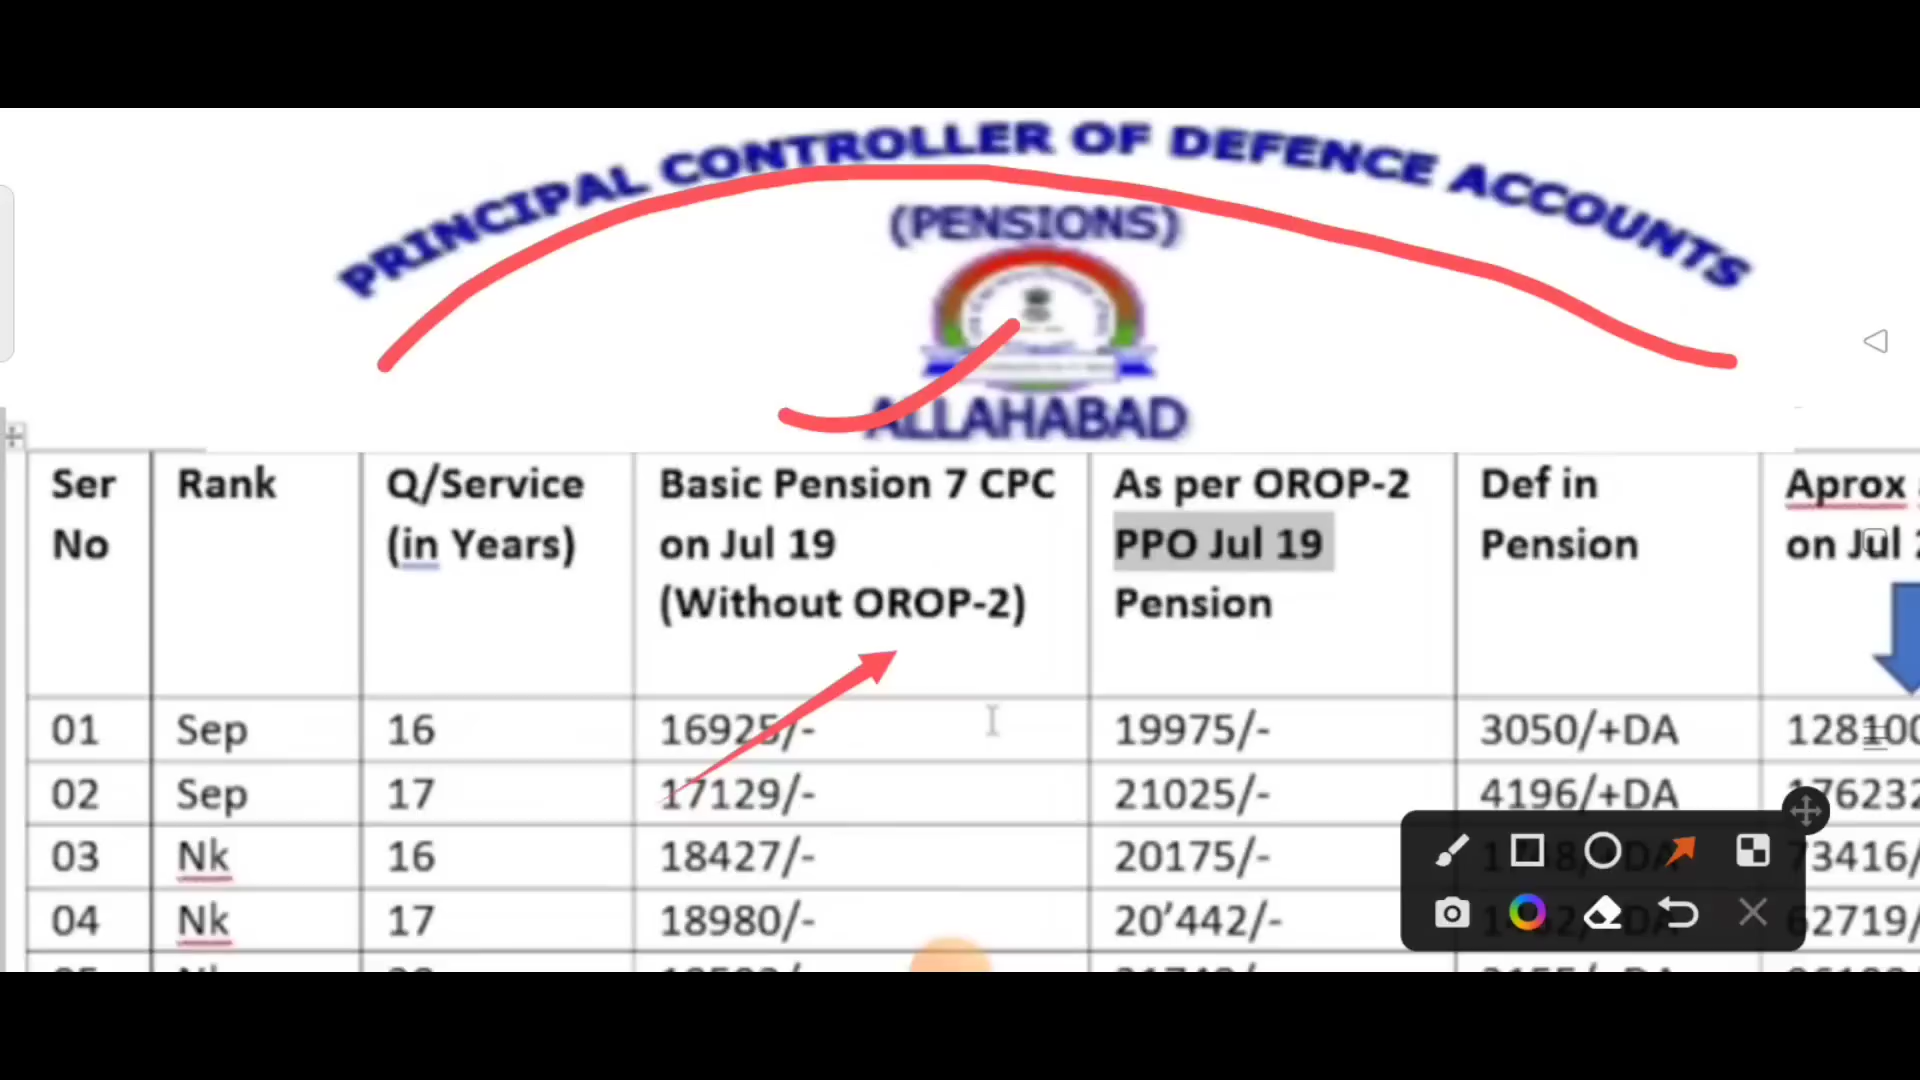 PRINCIPAL CONTROLLER OF DEFENCE ACCOUNTS
(PENSIONS)
ALLAHABAD
Ser No Rank Q/Service (in Years) Basic Pension 7 CPC on Jul 19 (Without OROP-2) As per OROP-2 PPO Jul 19 Pension Def in Pension Aprox on Jul
01 Sep 16 16925/- 19975/- 3050/+DA
02 Sep 17 17129/- 21025/- 4196/+DA
03 Nk 16 18427/- 20175/-
04 Nk 17 18980/- 20’442/-